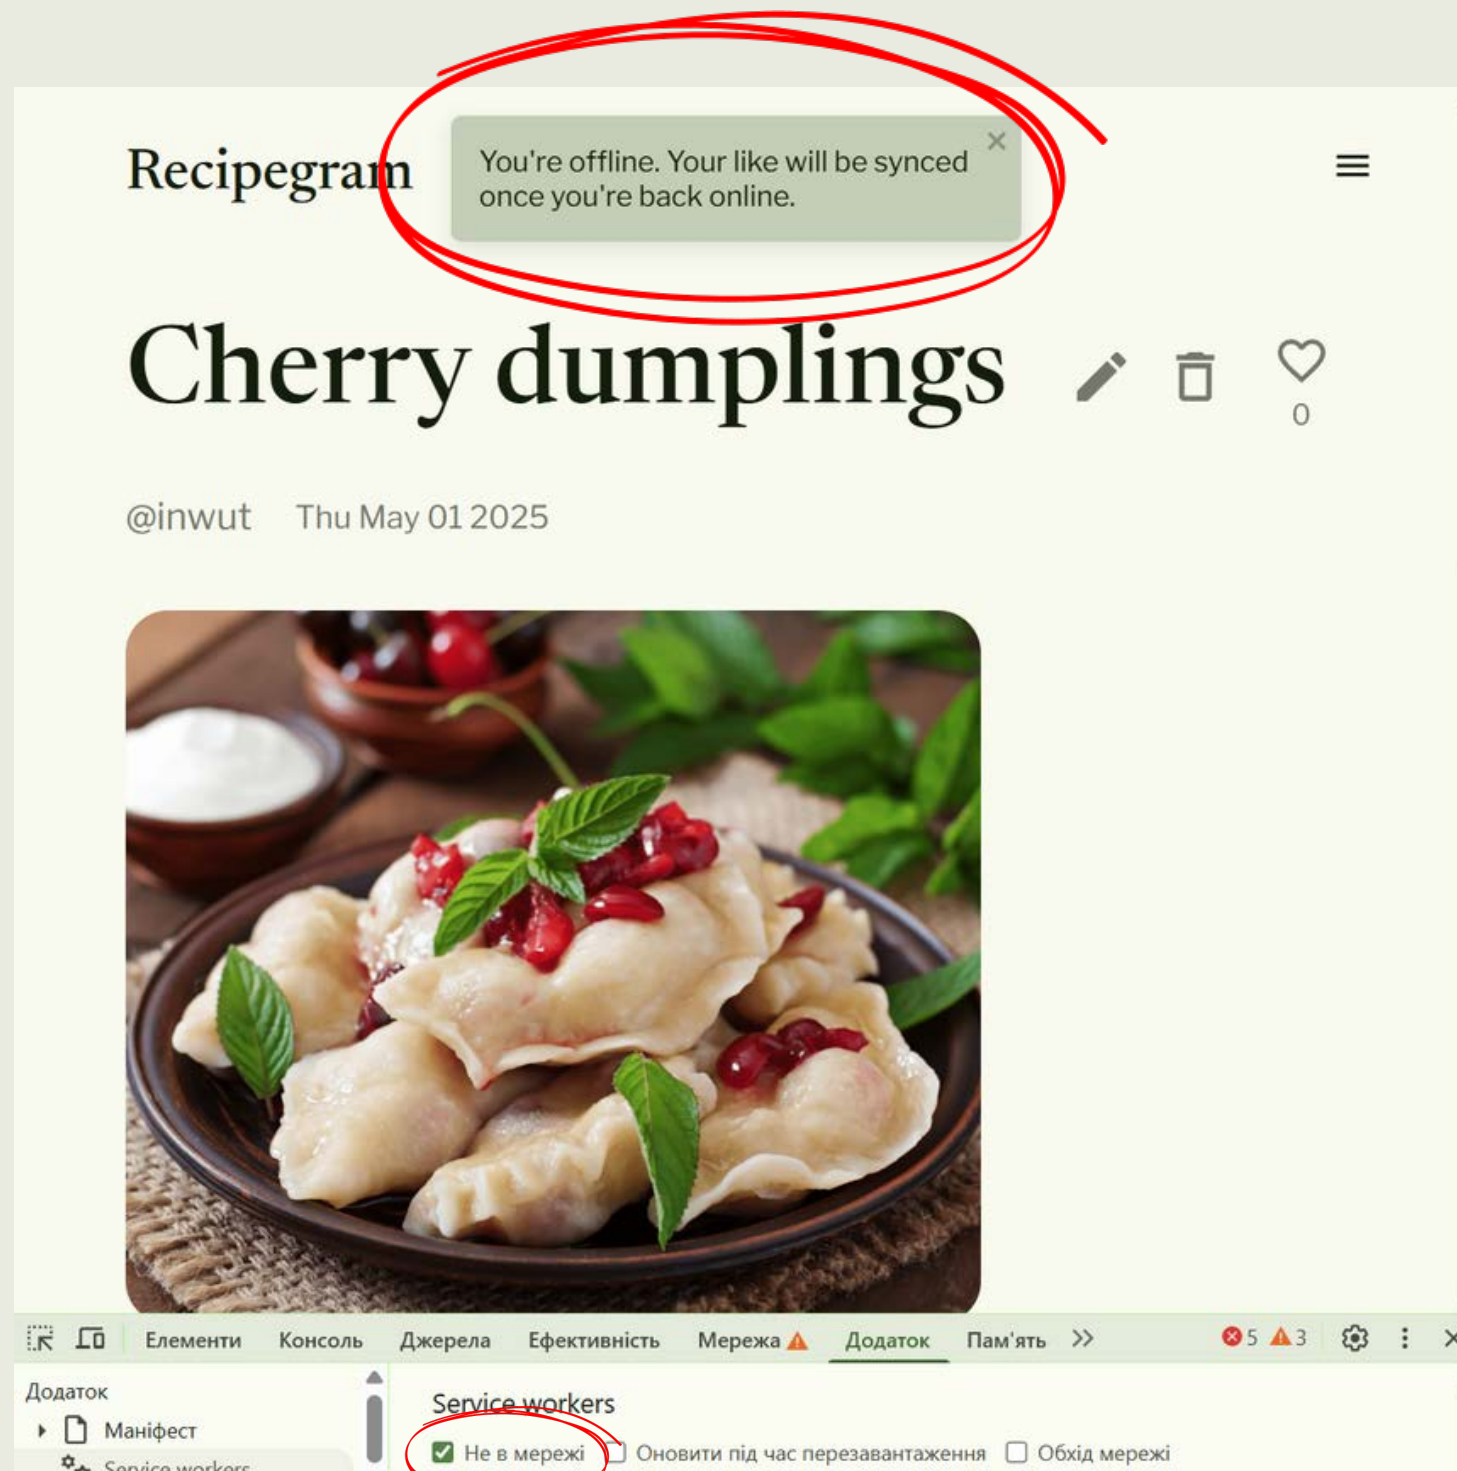 Recipegram
You're offline. Your like will be synced
once you're back online.
Cherry dumplings
0
@inwut Thu May 01 2025
Елементи Консоль Джерела Ефективність Мережа Додаток Пам'ять 5 3
Додаток
Маніфест
Service workers
Service workers
Не в мережі Оновити під час перезавантаження Обхід мережі